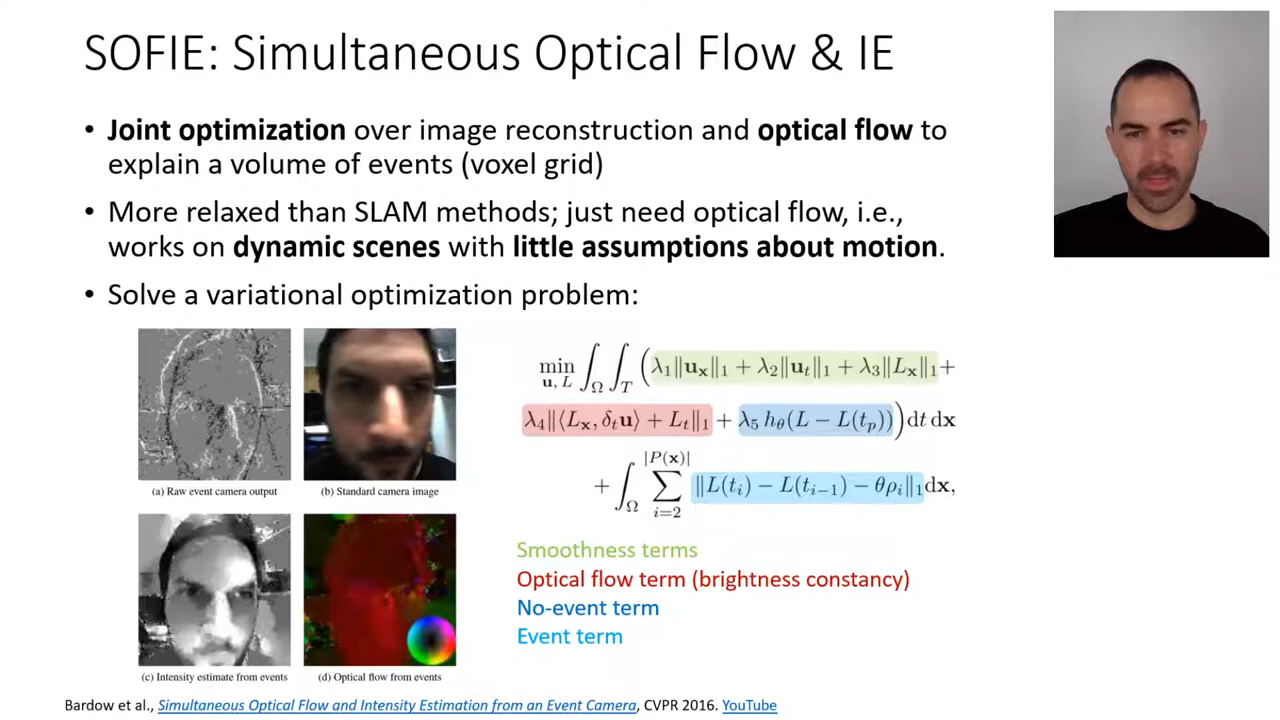 SOFIE: Simultaneous Optical Flow & IE
• Joint optimization over image reconstruction and optical flow to
explain a volume of events (voxel grid)
• More relaxed than SLAM methods; just need optical flow, i.e.,
works on dynamic scenes with little assumptions about motion.
• Solve a variational optimization problem:
(a) Raw event camera output
(b) Standard camera image
(c) Intensity estimate from events
(d) Optical flow from events
min_{u, L} ∫_Ω ∫_T (λ₁‖u_x‖₁ + λ₂‖u_t‖₁ + λ₃‖L_x‖₁+
λ₄‖⟨L_x, δ_t u⟩ + L_t‖₁ + λ₅ h_θ(L − L(t_p)))dt dx
+ ∫_Ω ∑_{i=2}^{|P(x)|} ‖L(t_i) − L(t_{i−1}) − θρ_i‖₁dx,
Smoothness terms
Optical flow term (brightness constancy)
No-event term
Event term
Bardow et al., Simultaneous Optical Flow and Intensity Estimation from an Event Camera, CVPR 2016. YouTube